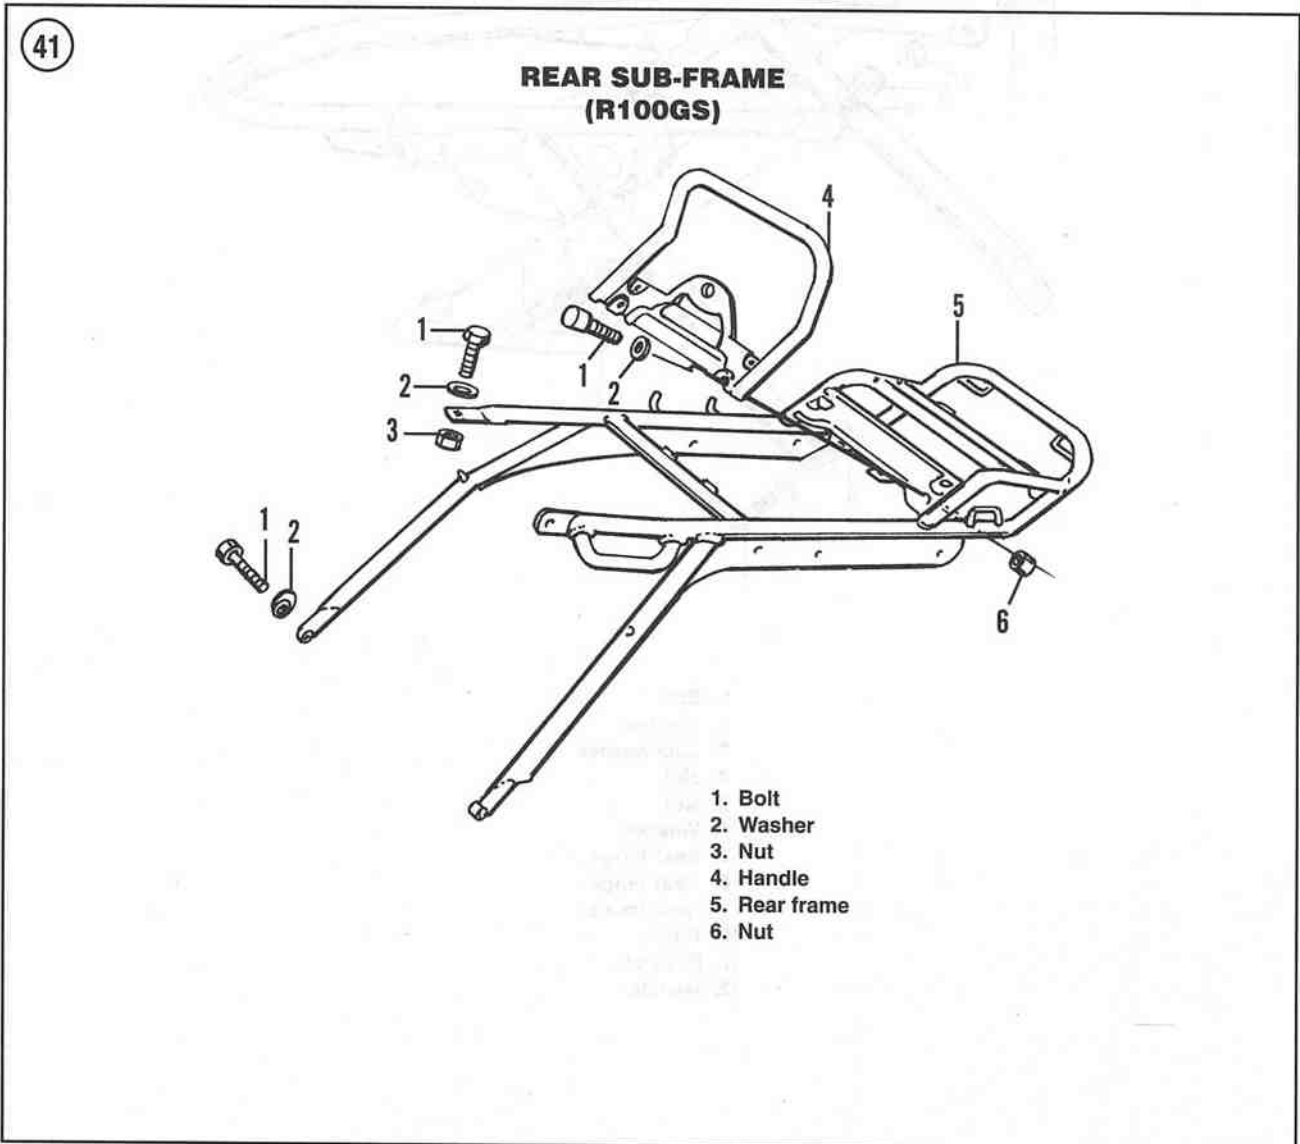 41
REAR SUB-FRAME
(R100GS)
4
5
1
1
2
2
3
1
2
6
1. Bolt
2. Washer
3. Nut
4. Handle
5. Rear frame
6. Nut